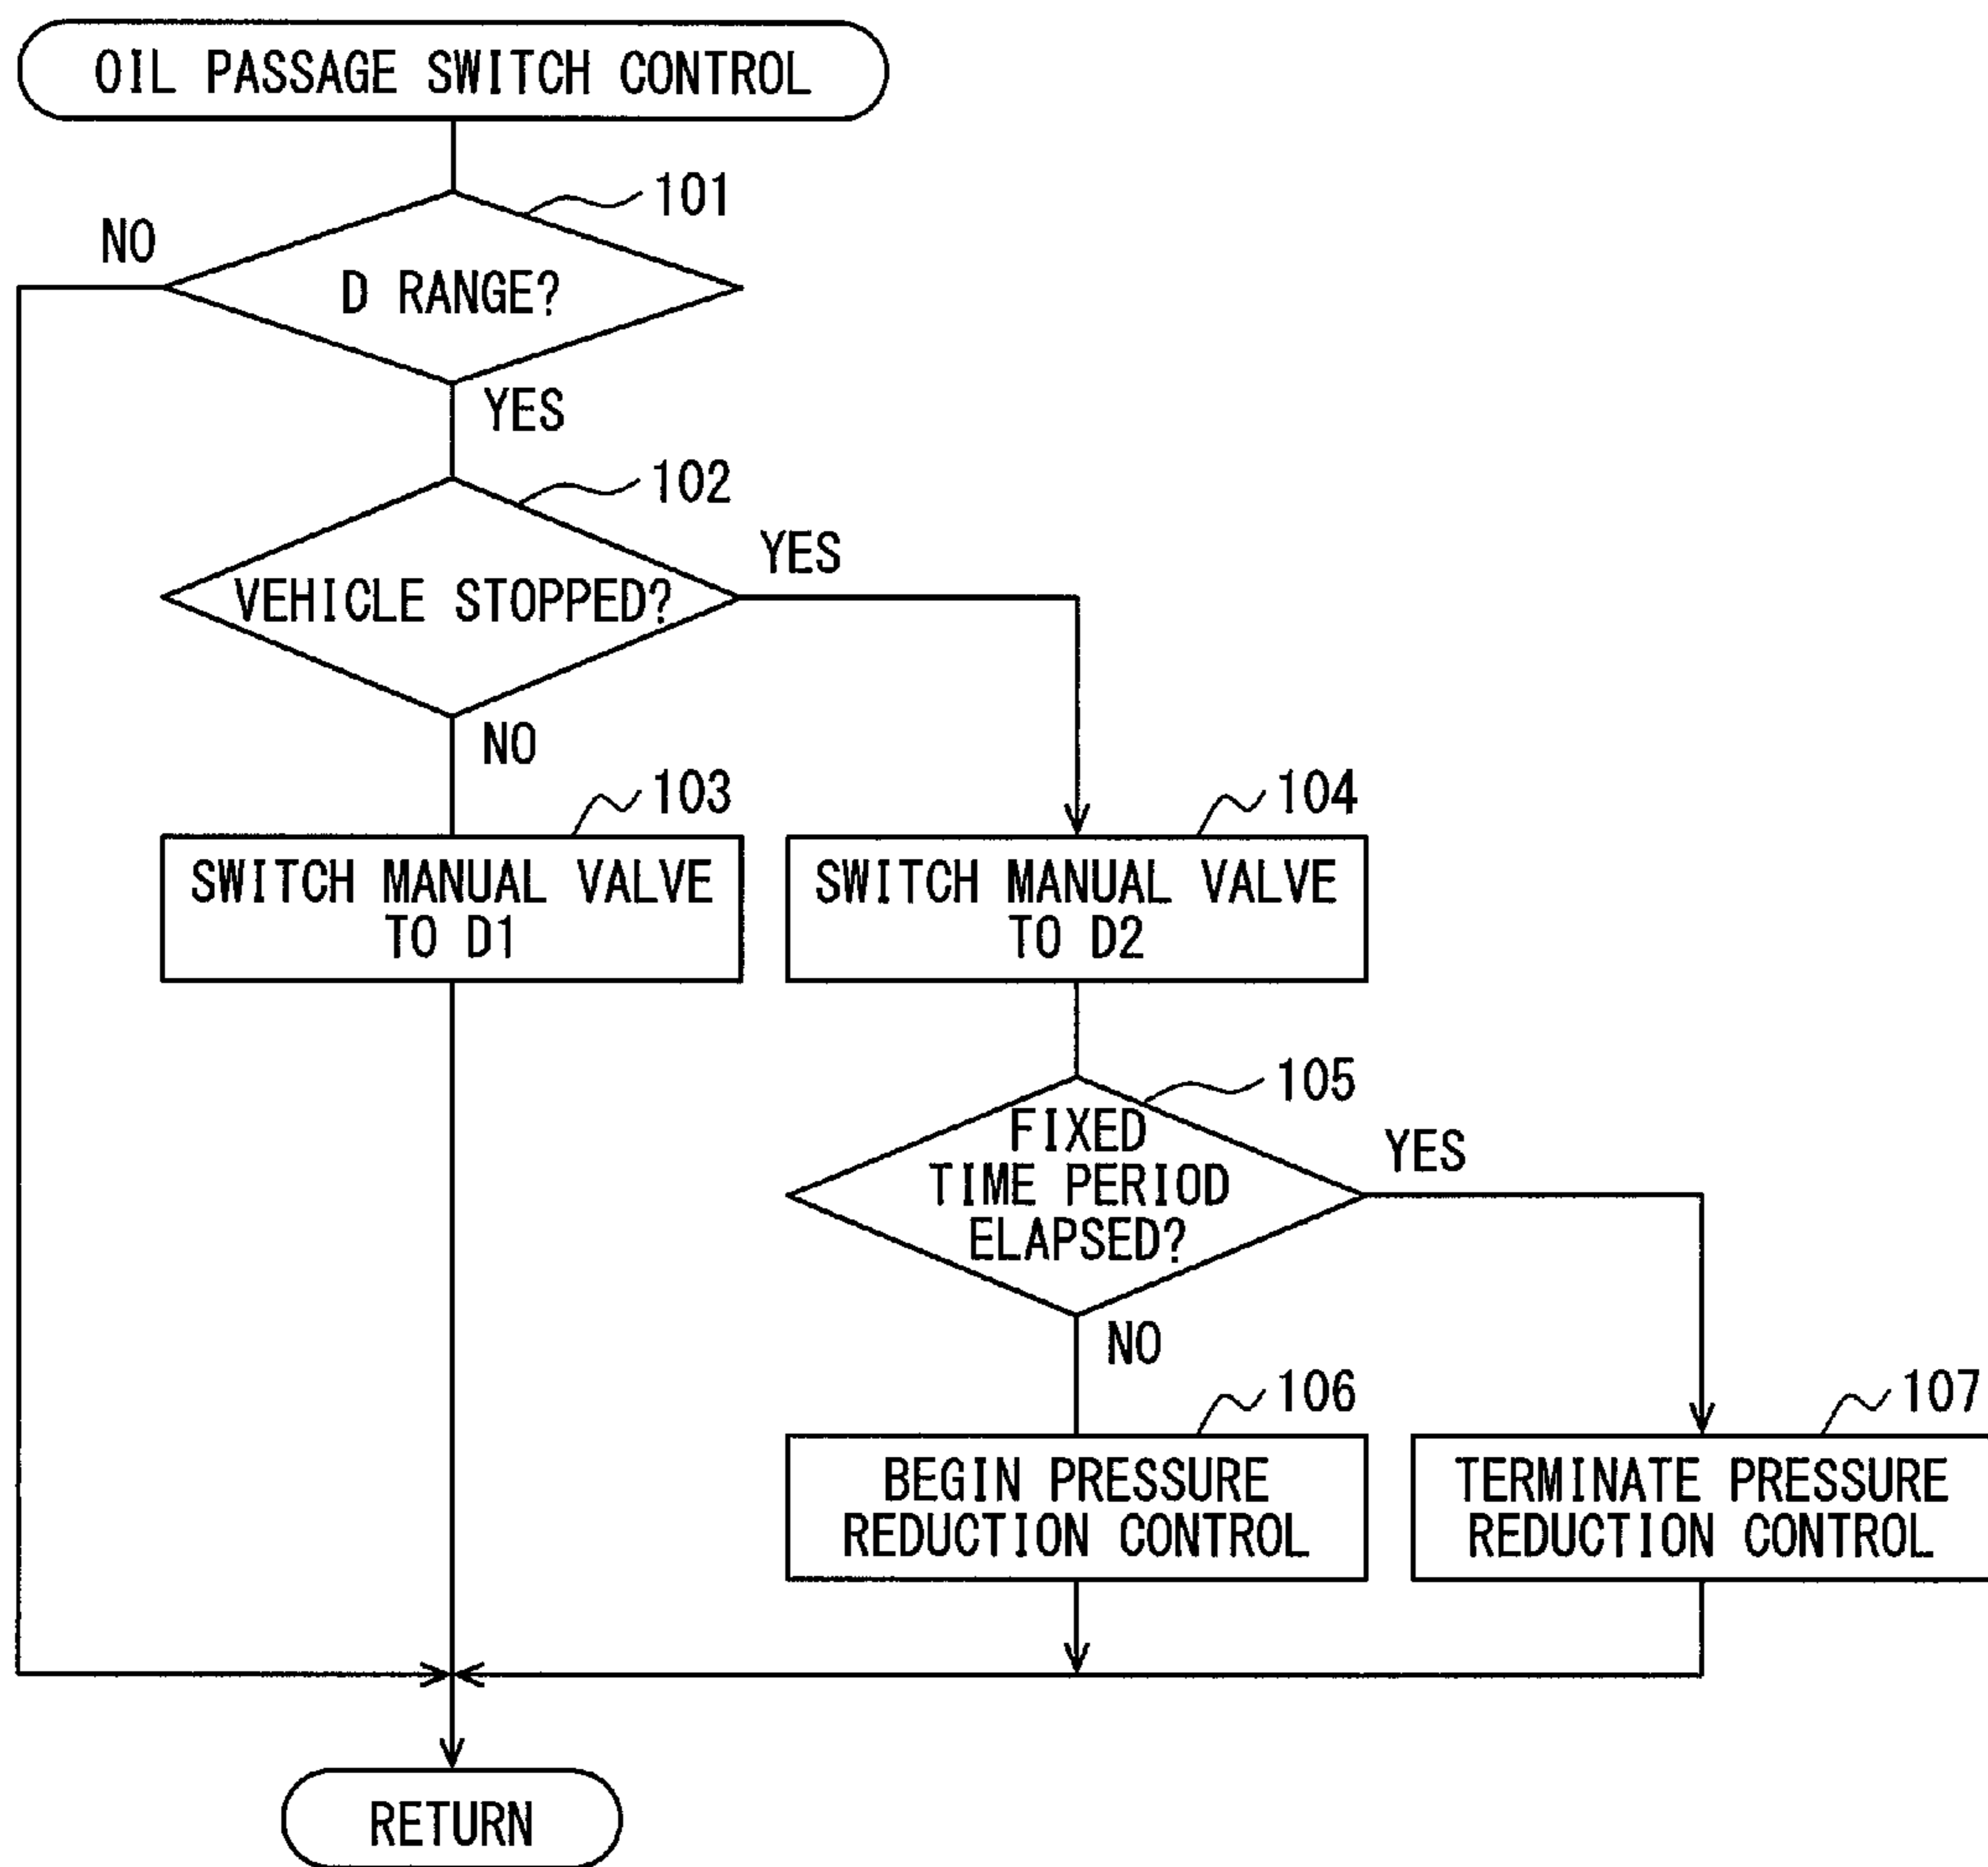 OIL PASSAGE SWITCH CONTROL
101
NO
D RANGE?
YES
102
YES
VEHICLE STOPPED?
NO
103
104
SWITCH MANUAL VALVE
TO D1
SWITCH MANUAL VALVE
TO D2
105
FIXED
TIME PERIOD
ELAPSED?
YES
NO
106
107
BEGIN PRESSURE
REDUCTION CONTROL
TERMINATE PRESSURE
REDUCTION CONTROL
RETURN